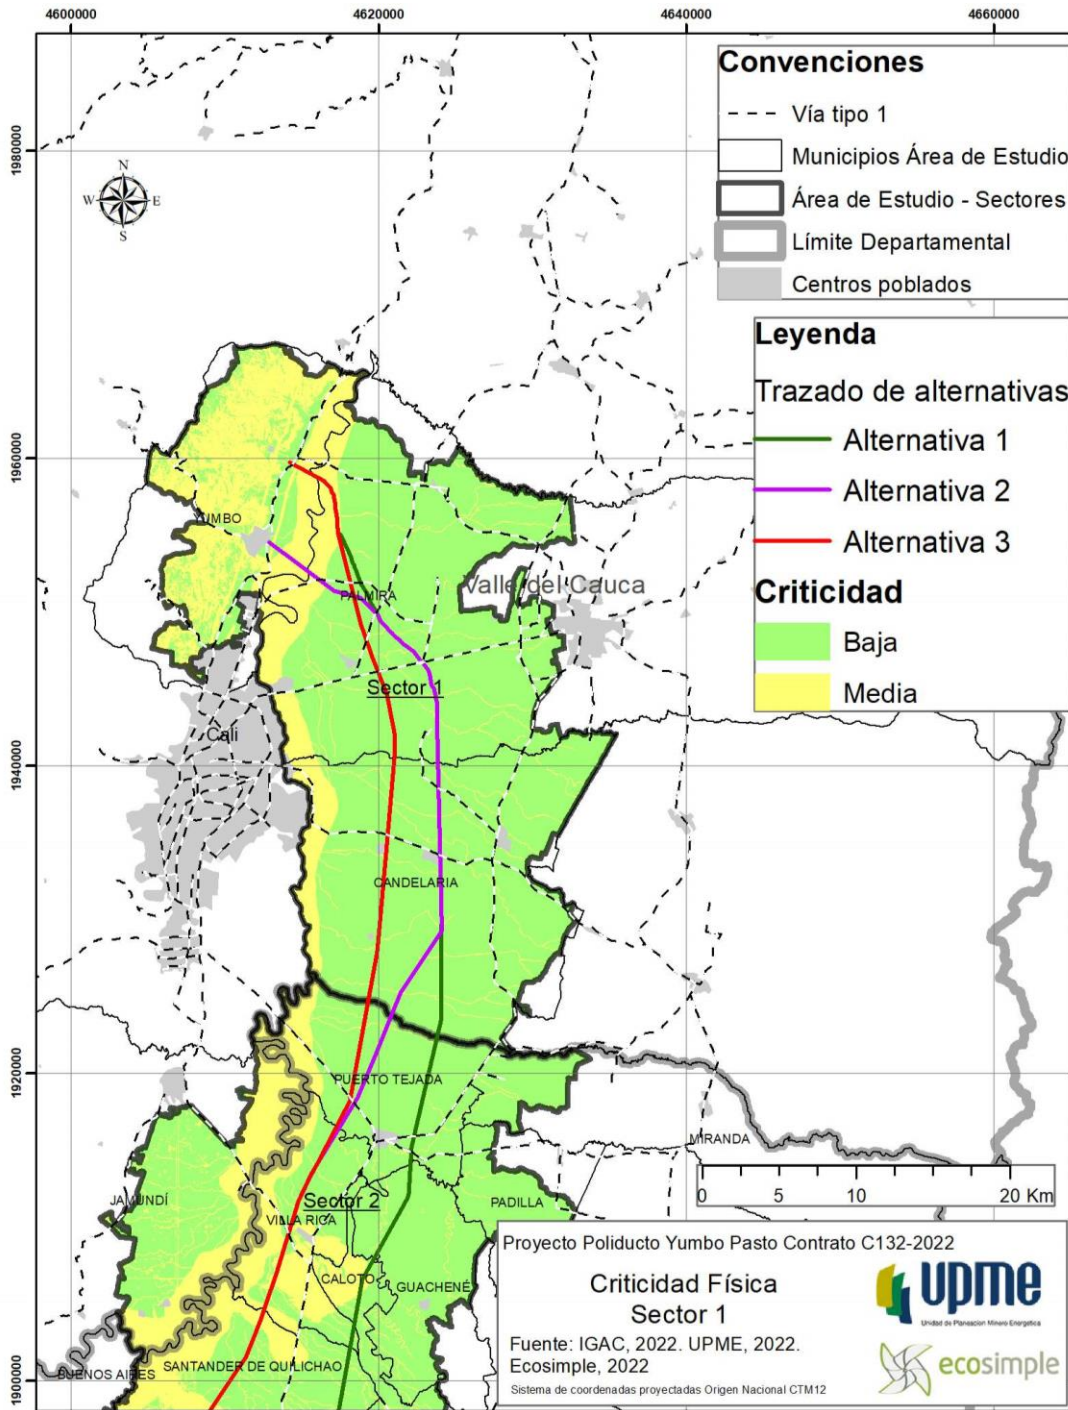 4600000
4620000
4640000
4660000
1980000
1960000
1940000
1920000
1900000
N
W
E
S
Convenciones
Vía tipo 1
Municipios Área de Estudio
Área de Estudio - Sectores
Límite Departamental
Centros poblados
Leyenda
Trazado de alternativas
Alternativa 1
Alternativa 2
Alternativa 3
Criticidad
Baja
Media
YUMBO
Valle del Cauca
PALMIRA
Sector 1
Cali
CANDELARIA
PUERTO TEJADA
MIRANDA
JAMUNDÍ
Sector 2
PADILLA
VILLA RICA
CALOTO
GUACHENÉ
SANTANDER DE QUILICHAO
BUENOS AIRES
0 5 10 20 Km
Proyecto Poliducto Yumbo Pasto Contrato C132-2022
Criticidad Física
Sector 1
Fuente: IGAC, 2022. UPME, 2022.
Ecosimple, 2022
Sistema de coordenadas proyectadas Origen Nacional CTM12
upme
Unidad de Planeación Minero Energética
ecosimple